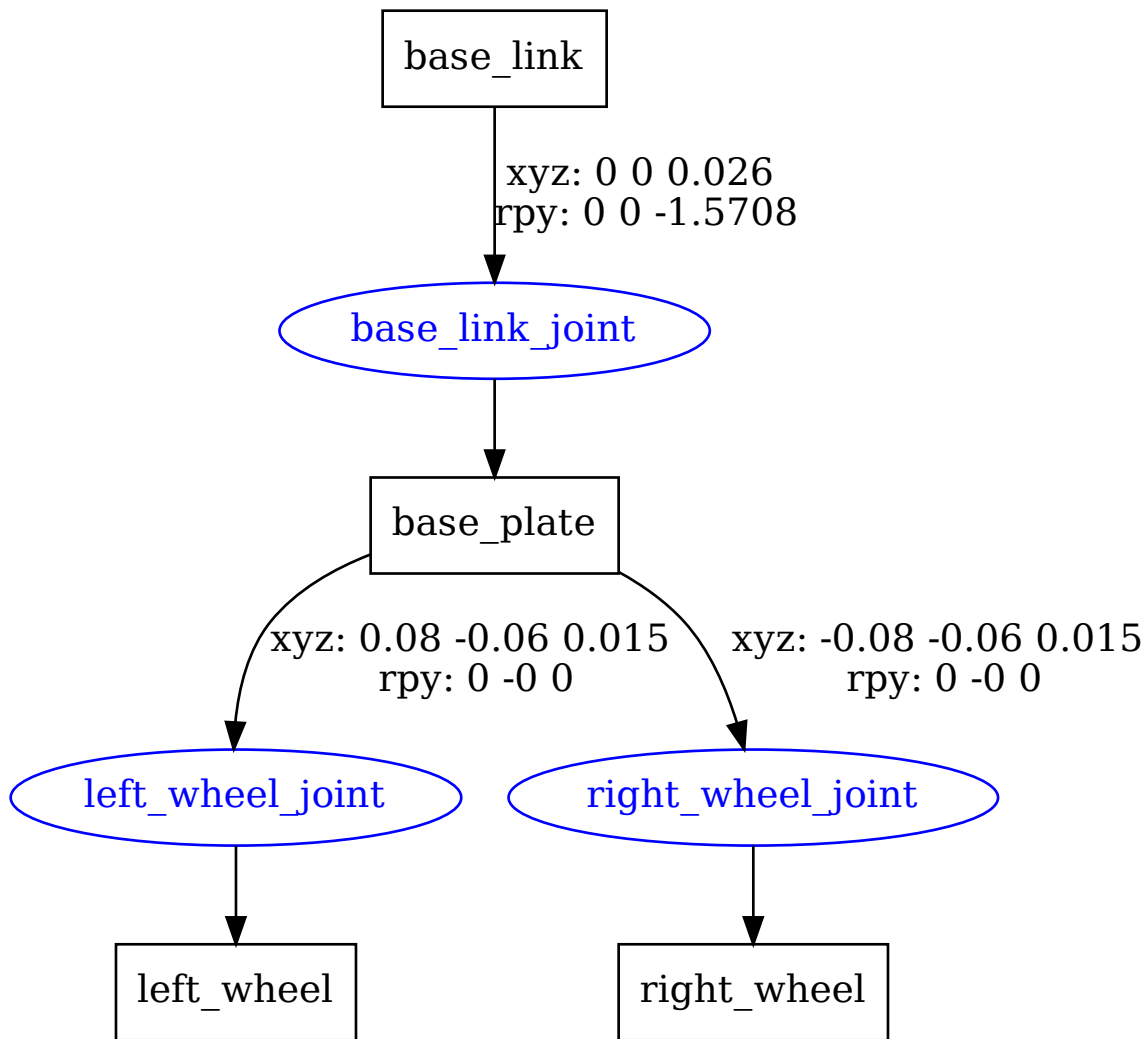 base_link
xyz: 0 0 0.026
rpy: 0 0 -1.5708
base_link_joint
base_plate
xyz: 0.08 -0.06 0.015
rpy: 0 -0 0
xyz: -0.08 -0.06 0.015
rpy: 0 -0 0
left_wheel_joint
right_wheel_joint
left_wheel
right_wheel